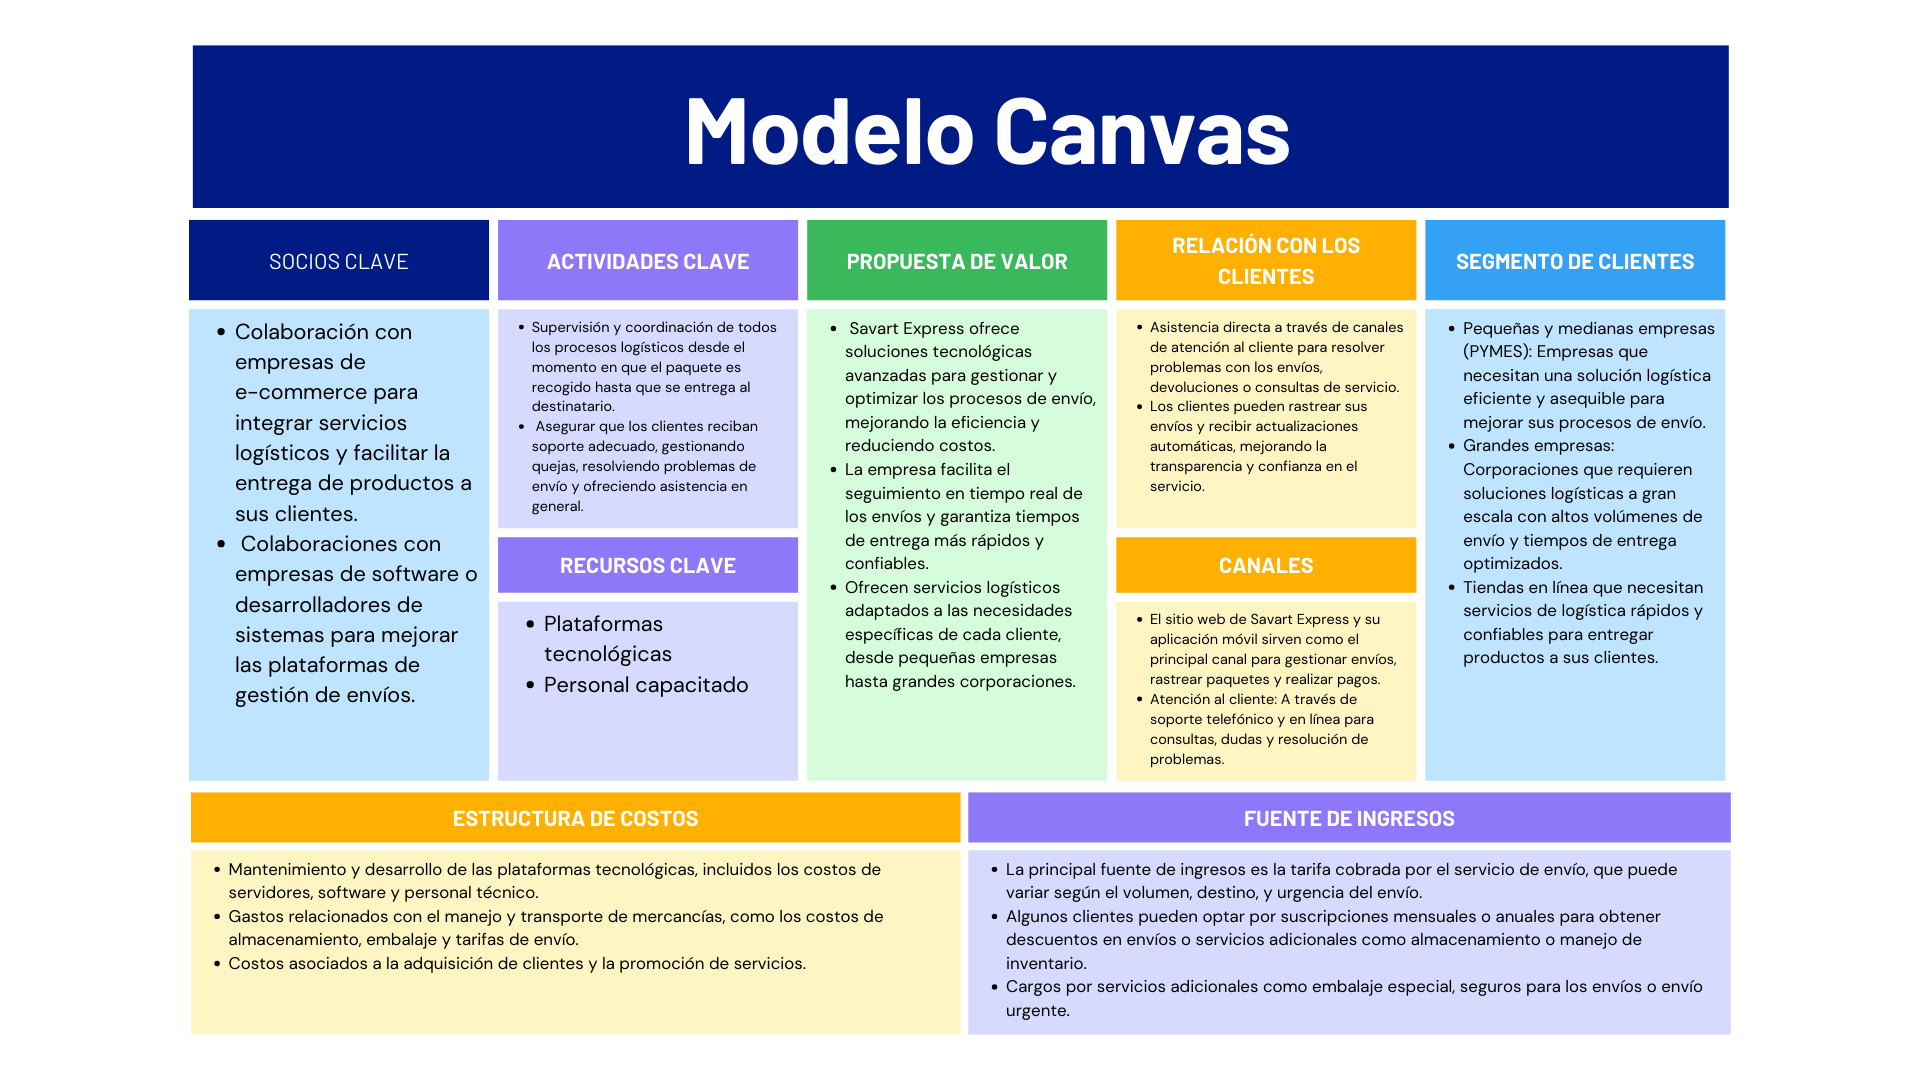 Modelo Canvas
SOCIOS CLAVE
• Colaboración con
empresas de
e-commerce para
integrar servicios
logísticos y facilitar la
entrega de productos a
sus clientes.
• Colaboraciones con
empresas de software o
desarrolladores de
sistemas para mejorar
las plataformas de
gestión de envíos.
ACTIVIDADES CLAVE
• Supervisión y coordinación de todos
los procesos logísticos desde el
momento en que el paquete es
recogido hasta que se entrega al
destinatario.
• Asegurar que los clientes reciban
soporte adecuado, gestionando
quejas, resolviendo problemas de
envío y ofreciendo asistencia en
general.
RECURSOS CLAVE
• Plataformas
tecnológicas
• Personal capacitado
PROPUESTA DE VALOR
• Savart Express ofrece
soluciones tecnológicas
avanzadas para gestionar y
optimizar los procesos de envío,
mejorando la eficiencia y
reduciendo costos.
• La empresa facilita el
seguimiento en tiempo real de
los envíos y garantiza tiempos
de entrega más rápidos y
confiables.
• Ofrecen servicios logísticos
adaptados a las necesidades
específicas de cada cliente,
desde pequeñas empresas
hasta grandes corporaciones.
RELACIÓN CON LOS
CLIENTES
• Asistencia directa a través de canales
de atención al cliente para resolver
problemas con los envíos,
devoluciones o consultas de servicio.
• Los clientes pueden rastrear sus
envíos y recibir actualizaciones
automáticas, mejorando la
transparencia y confianza en el
servicio.
CANALES
• El sitio web de Savart Express y su
aplicación móvil sirven como el
principal canal para gestionar envíos,
rastrear paquetes y realizar pagos.
• Atención al cliente: A través de
soporte telefónico y en línea para
consultas, dudas y resolución de
problemas.
SEGMENTO DE CLIENTES
• Pequeñas y medianas empresas
(PYMES): Empresas que
necesitan una solución logística
eficiente y asequible para
mejorar sus procesos de envío.
• Grandes empresas:
Corporaciones que requieren
soluciones logísticas a gran
escala con altos volúmenes de
envío y tiempos de entrega
optimizados.
• Tiendas en línea que necesitan
servicios de logística rápidos y
confiables para entregar
productos a sus clientes.
ESTRUCTURA DE COSTOS
• Mantenimiento y desarrollo de las plataformas tecnológicas, incluidos los costos de
servidores, software y personal técnico.
• Gastos relacionados con el manejo y transporte de mercancías, como los costos de
almacenamiento, embalaje y tarifas de envío.
• Costos asociados a la adquisición de clientes y la promoción de servicios.
FUENTE DE INGRESOS
• La principal fuente de ingresos es la tarifa cobrada por el servicio de envío, que puede
variar según el volumen, destino, y urgencia del envío.
• Algunos clientes pueden optar por suscripciones mensuales o anuales para obtener
descuentos en envíos o servicios adicionales como almacenamiento o manejo de
inventario.
• Cargos por servicios adicionales como embalaje especial, seguros para los envíos o envío
urgente.